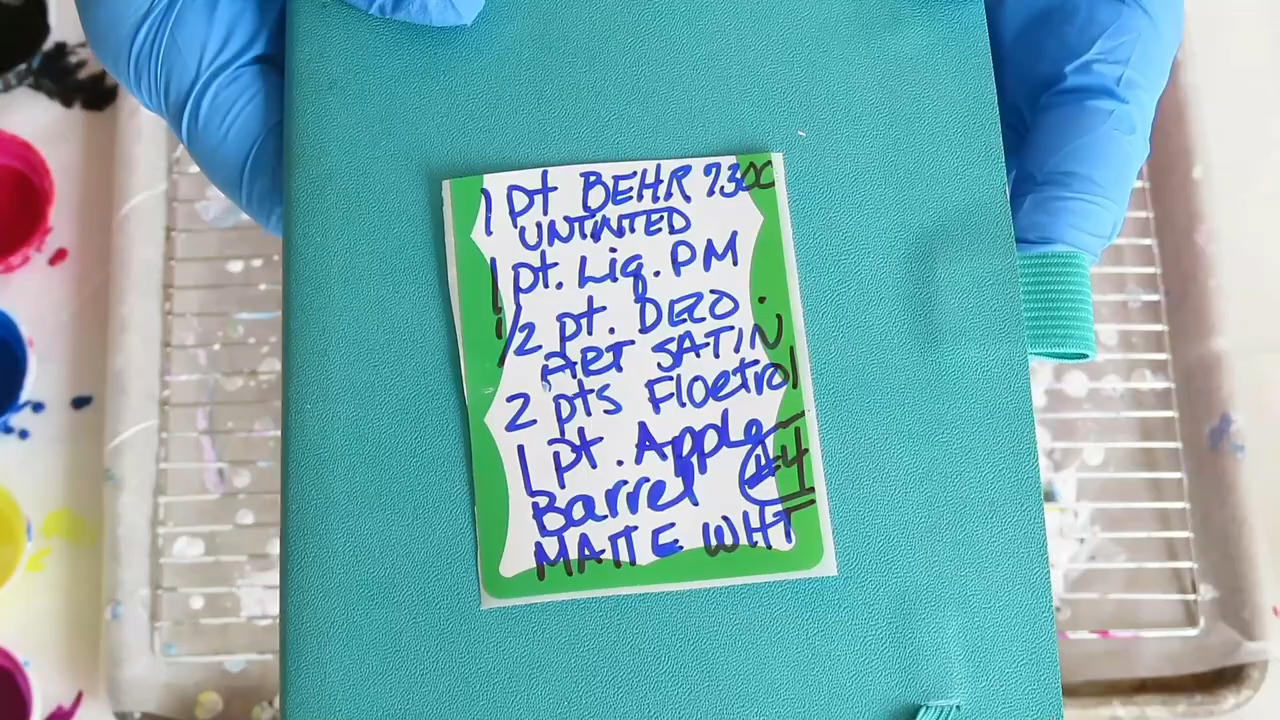 1 pt BEHR 7300
UNTINTED
1 pt. Liq. PM
1/2 pt. DECO
ART SATIN
2 pts Floetrol
1 pt. Apple
Barrel #4
MATTE WHT